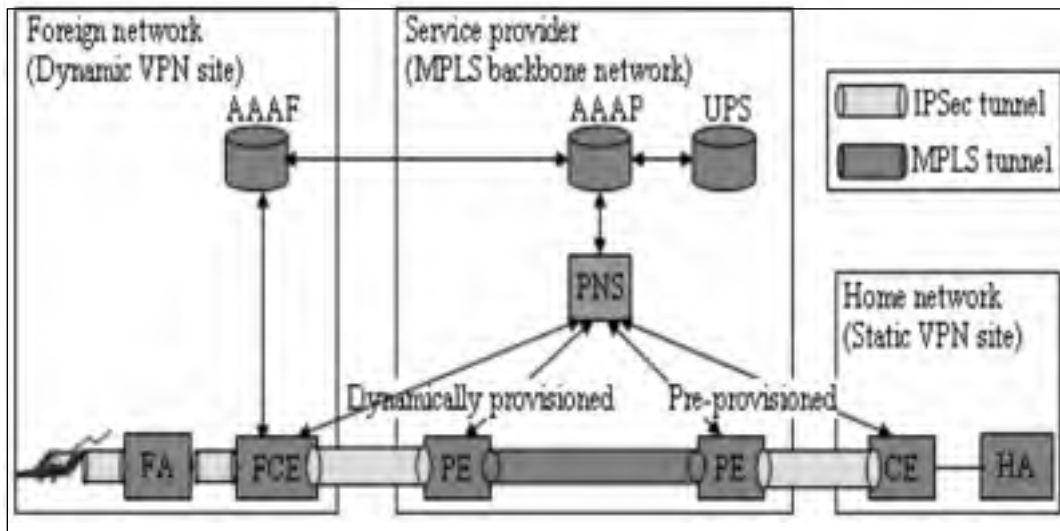 Foreign network
(Dynamic VPN site)
Service provider
(MPLS backbone network)
AAAF
AAAP
UPS
IPSec tunnel
MPLS tunnel
PNS
Home network
(Static VPN site)
Dynamically provisioned
Pre-provisioned
FA
FCE
PE
PE
CE
HA